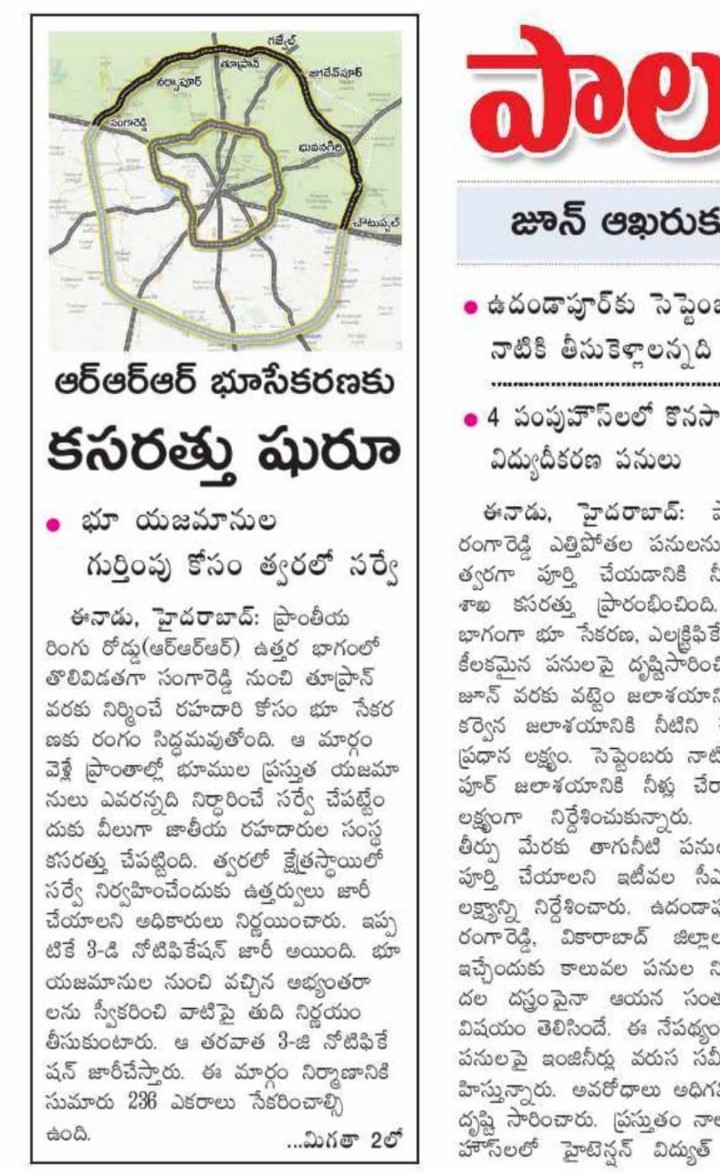 గజ్వేల్
తూప్రాన్
జగదేవ్‌పూర్
నర్సాపూర్
సంగారెడ్డి
భువనగిరి
చౌటుప్పల్
ఆర్ఆర్ఆర్ భూసేకరణకు
కసరత్తు షురూ
• భూ యజమానుల
గుర్తింపు కోసం త్వరలో సర్వే
ఈనాడు, హైదరాబాద్: ప్రాంతీయ
రింగు రోడ్డు(ఆర్ఆర్ఆర్) ఉత్తర భాగంలో
తొలివిడతగా సంగారెడ్డి నుంచి తూప్రాన్
వరకు నిర్మించే రహదారి కోసం భూ సేకర
ణకు రంగం సిద్ధమవుతోంది. ఆ మార్గం
వెళ్లే ప్రాంతాల్లో భూముల ప్రస్తుత యజమా
నులు ఎవరన్నది నిర్ధారించే సర్వే చేపట్టేం
దుకు వీలుగా జాతీయ రహదారుల సంస్థ
కసరత్తు చేపట్టింది. త్వరలో క్షేత్రస్థాయిలో
సర్వే నిర్వహించేందుకు ఉత్తర్వులు జారీ
చేయాలని అధికారులు నిర్ణయించారు. ఇప్ప
టికే 3-డి నోటిఫికేషన్ జారీ అయింది. భూ
యజమానుల నుంచి వచ్చిన అభ్యంతరా
లను స్వీకరించి వాటిపై తుది నిర్ణయం
తీసుకుంటారు. ఆ తరవాత 3-జి నోటిఫికే
షన్ జారీచేస్తారు. ఈ మార్గం నిర్మాణానికి
సుమారు 236 ఎకరాలు సేకరించాల్సి
ఉంది.
...మిగతా 2లో
పాల
జూన్ ఆఖరుకు
• ఉదండాపూర్‌కు సెప్టెంబ
నాటికి తీసుకెళ్లాలన్నది
• 4 పంపుహౌస్‌లలో కొనసా
విద్యుదీకరణ పనులు
ఈనాడు, హైదరాబాద్:
రంగారెడ్డి ఎత్తిపోతల పనులను
త్వరగా పూర్తి చేయడానికి నీ
శాఖ కసరత్తు ప్రారంభించింది.
భాగంగా భూ సేకరణ, ఎలక్ట్రిఫికే
కీలకమైన పనులపై దృష్టిసారించి
జూన్ వరకు వట్టెం జలాశయాని
కర్వెన జలాశయానికి నీటిని
ప్రధాన లక్ష్యం. సెప్టెంబరు నాటి
పూర్ జలాశయానికి నీళ్లు చేరా
లక్ష్యంగా నిర్దేశించుకున్నారు.
తీర్పు మేరకు తాగునీటి పనుల
పూర్తి చేయాలని ఇటీవల సీఎ
లక్ష్యాన్ని నిర్దేశించారు. ఉదండాపూ
రంగారెడ్డి, వికారాబాద్ జిల్లాల
ఇచ్చేందుకు కాలువల పనుల ని
దల దస్త్రంపైనా ఆయన సంత
విషయం తెలిసిందే. ఈ నేపథ్యం
పనులపై ఇంజినీర్లు వరుస సమీ
హిస్తున్నారు. అవరోధాలు అధిగ
దృష్టి సారించారు. ప్రస్తుతం నాల
హౌస్‌లలో హైటెన్షన్ విద్యుత్